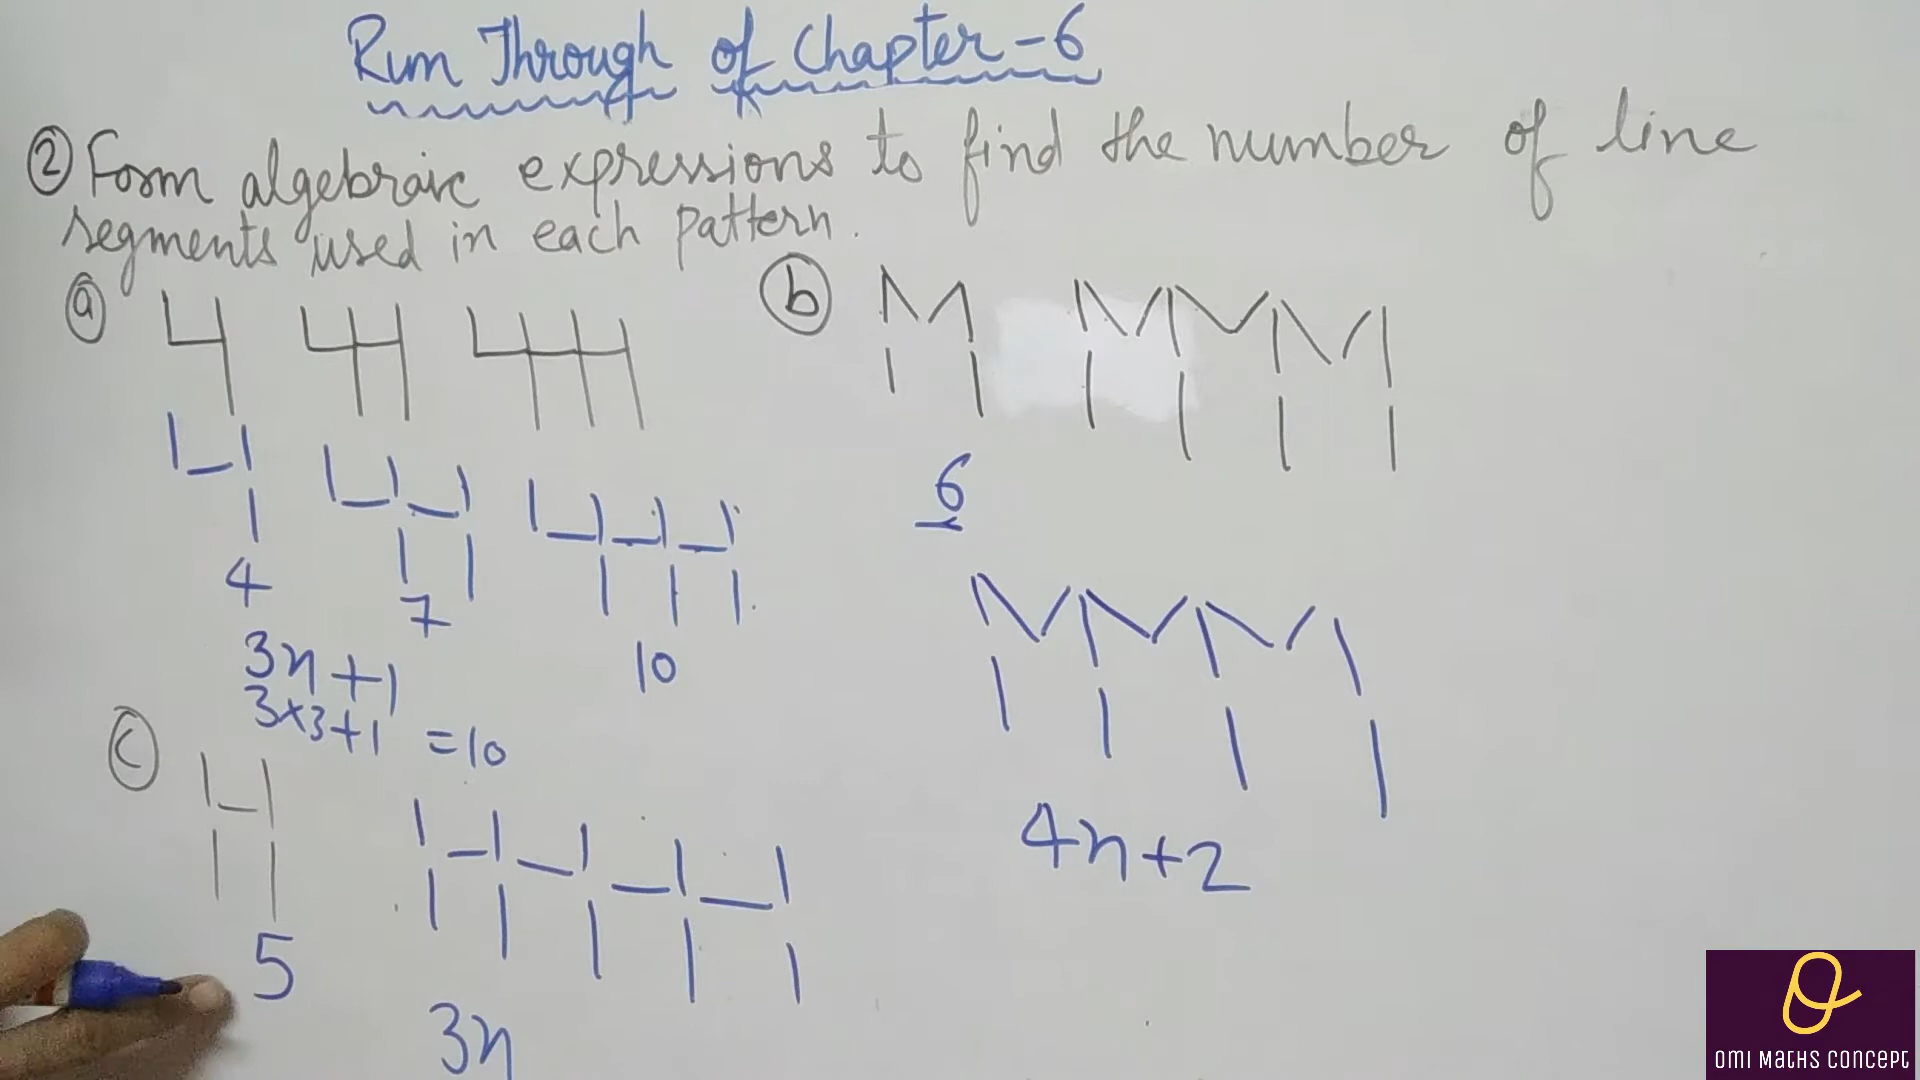 Run Through of Chapter-6
② Form algebraic expressions to find the number of line
segments used in each pattern.
ⓐ
ⓑ
4
7
10
6
3n+1
3×3+1 =10
ⓒ
4n+2
5
3n
OMI MATHS CONCEPT